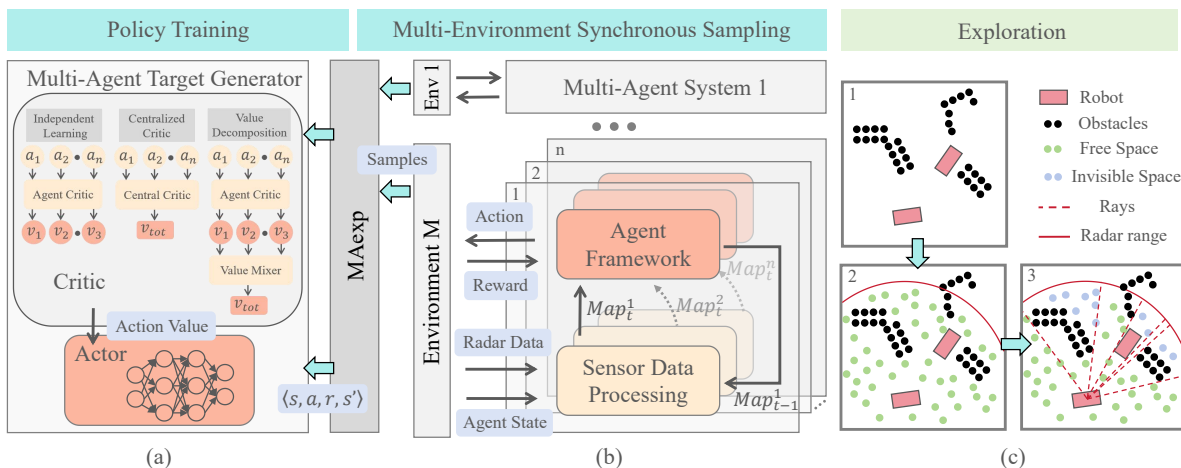 Policy Training
Multi-Environment Synchronous Sampling
Exploration
Multi-Agent Target Generator
Independent
Learning
Centralized
Critic
Value
Decomposition
a₁ a₂ • aₙ
a₁ a₂ • aₙ
a₁ a₂ • aₙ
Agent Critic
Central Critic
Agent Critic
v₁ v₂ • v₃
v_tot
v₁ v₂ • v₃
Value Mixer
v_tot
Critic
Action Value
Actor
MAexp
⟨s, a, r, s'⟩
Samples
Env 1
Environment M
Multi-Agent System 1
n
2
1
Action
Reward
Radar Data
Agent State
Agent
Framework
Map_t^1
Map_t^2
Map_t^n
Sensor Data
Processing
Map_{t-1}^1
1
Robot
Obstacles
Free Space
Invisible Space
Rays
Radar range
2
3
(a)
(b)
(c)